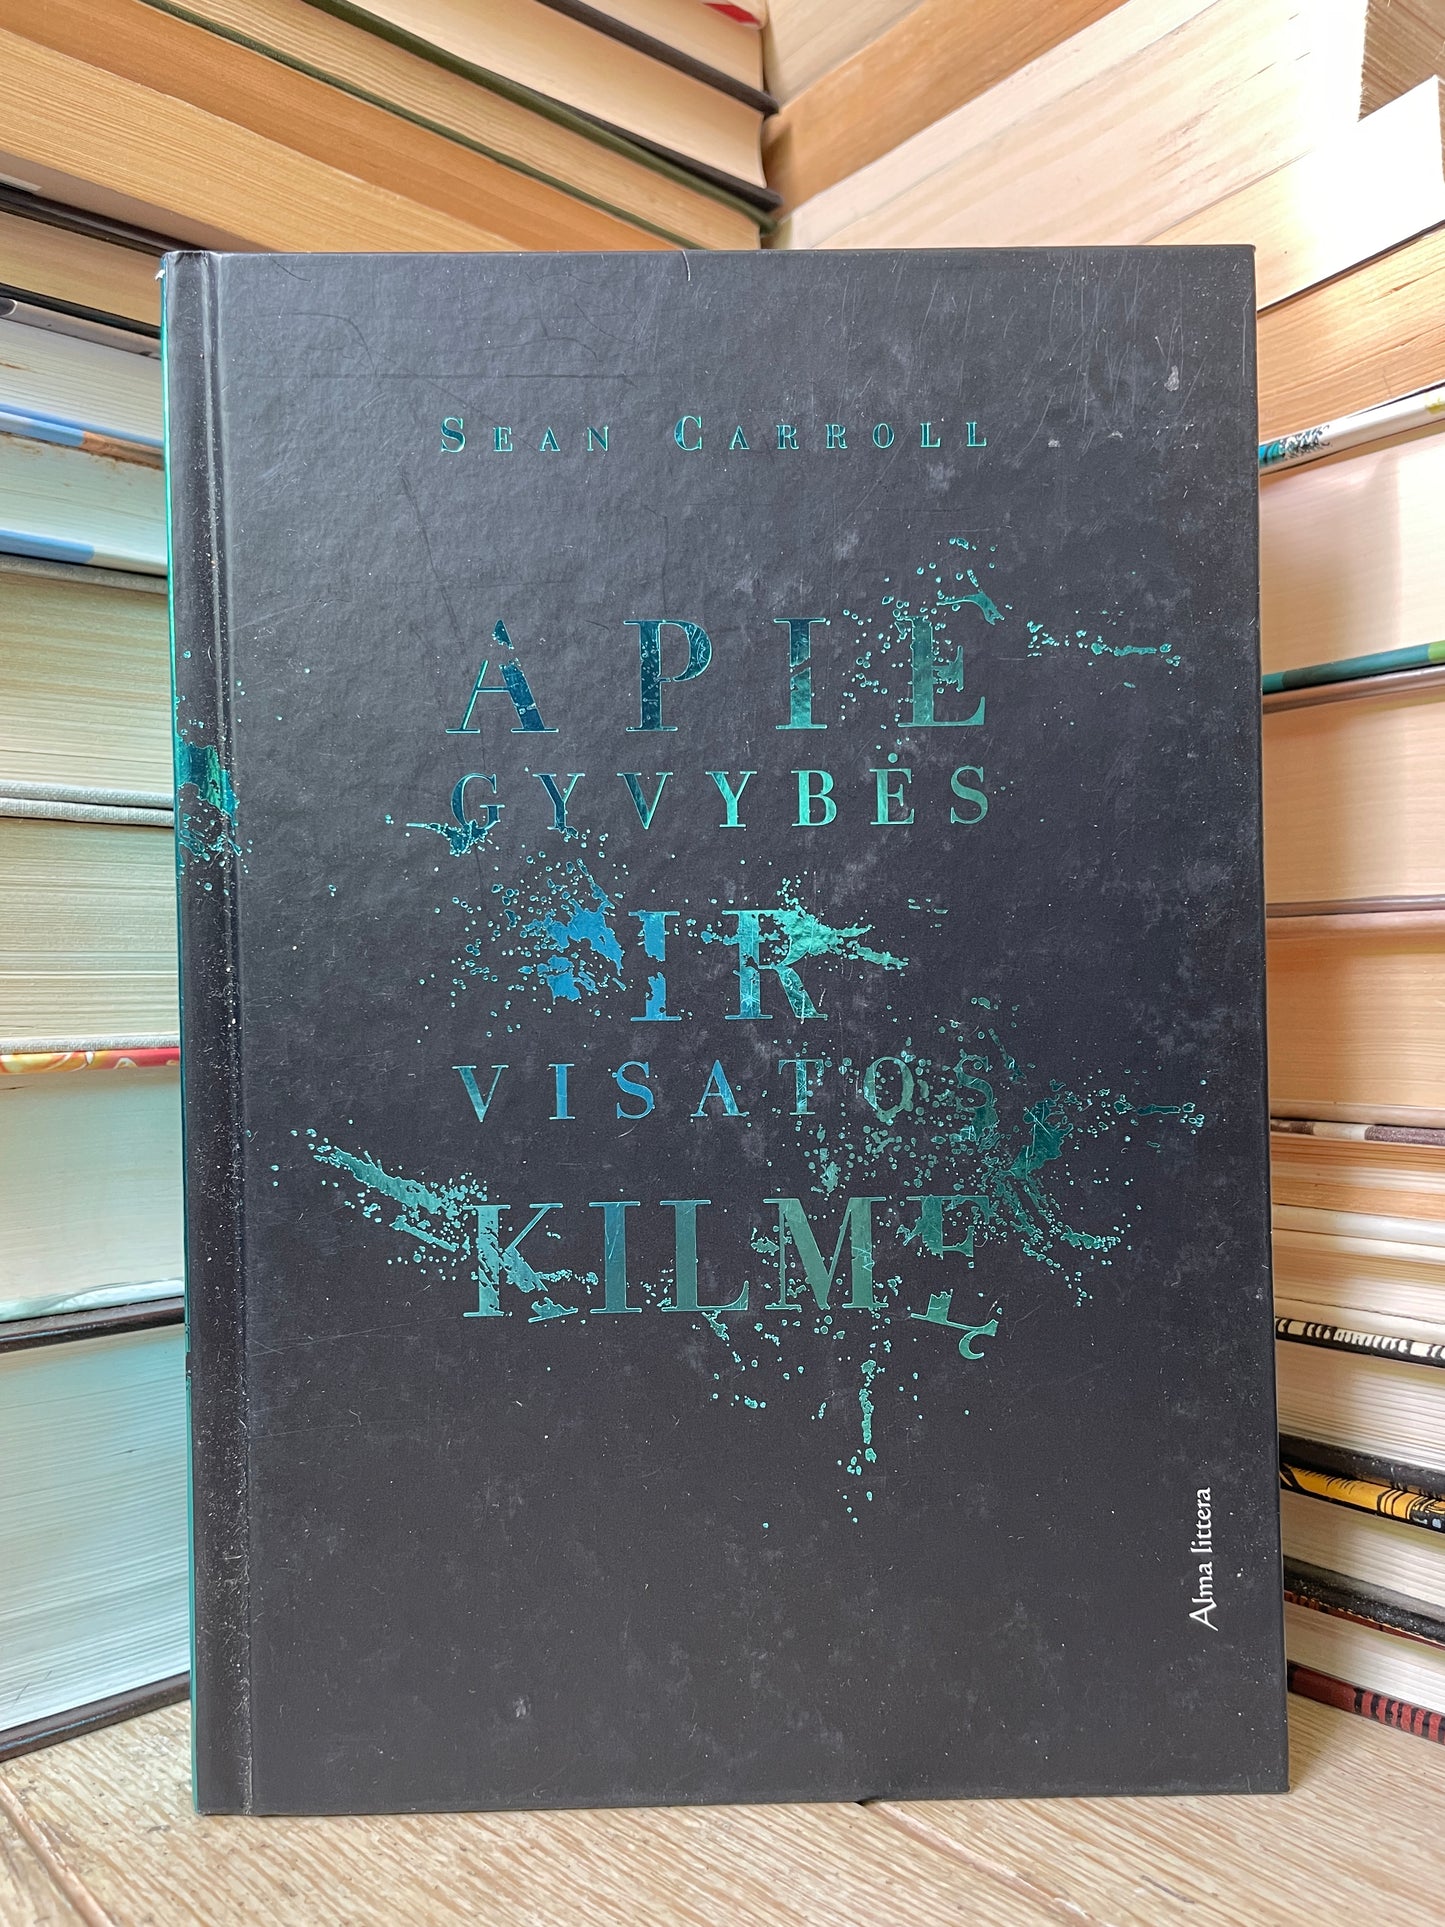 SEAN CARROLL
APIE
GYVYBĖS
IR
VISATOS
KILMĘ
Alma littera